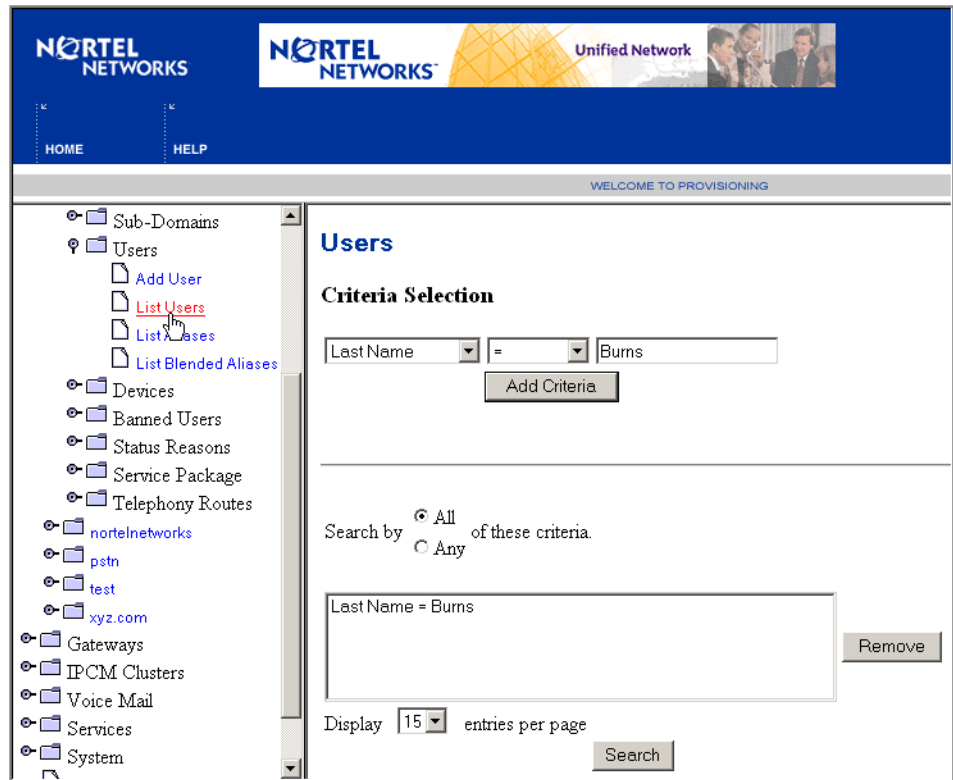 NORTEL
NETWORKS
NORTEL
NETWORKS
Unified Network
HOME
HELP
WELCOME TO PROVISIONING
Sub-Domains
Users
Add User
List Users
List Aliases
List Blended Aliases
Devices
Banned Users
Status Reasons
Service Package
Telephony Routes
nortelnetworks
pstn
test
xyz.com
Gateways
IPCM Clusters
Voice Mail
Services
System
Users
Criteria Selection
Last Name = Burns
Add Criteria
Search by All Any of these criteria.
Last Name = Burns
Remove
Display 15 entries per page
Search